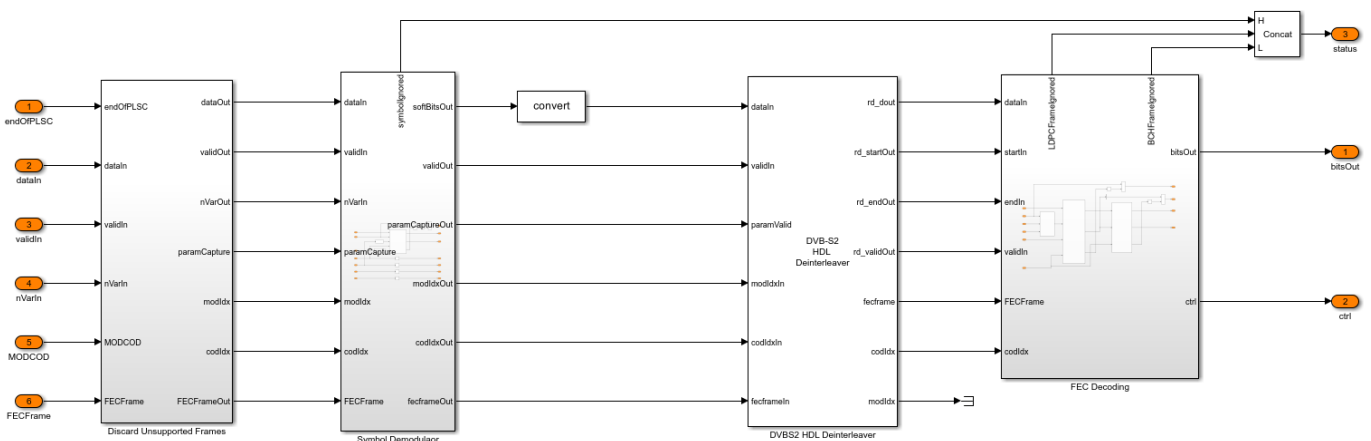 H
Concat
L
3
status
symbolIgnored
LDPCFrameIgnored
BCHFrameIgnored
1
endOfPLSC
2
dataIn
3
validIn
4
nVarIn
5
MODCOD
6
FECFrame
endOfPLSC
dataIn
validIn
nVarIn
MODCOD
FECFrame
dataOut
validOut
nVarOut
paramCapture
modIdx
codIdx
FECFrameOut
Discard Unsupported Frames
dataIn
validIn
nVarIn
paramCapture
modIdx
codIdx
FECFrame
softBitsOut
validOut
paramCaptureOut
modIdxOut
codIdxOut
fecframeOut
Symbol Demodulaor
convert
dataIn
validIn
paramValid
modIdxIn
codIdxIn
fecframeIn
DVB-S2
HDL
Deinterleaver
rd_dout
rd_startOut
rd_endOut
rd_validOut
fecframe
codIdx
modIdx
DVBS2 HDL Deinterleaver
dataIn
startIn
endIn
validIn
FECFrame
codIdx
bitsOut
ctrl
FEC Decoding
1
bitsOut
2
ctrl